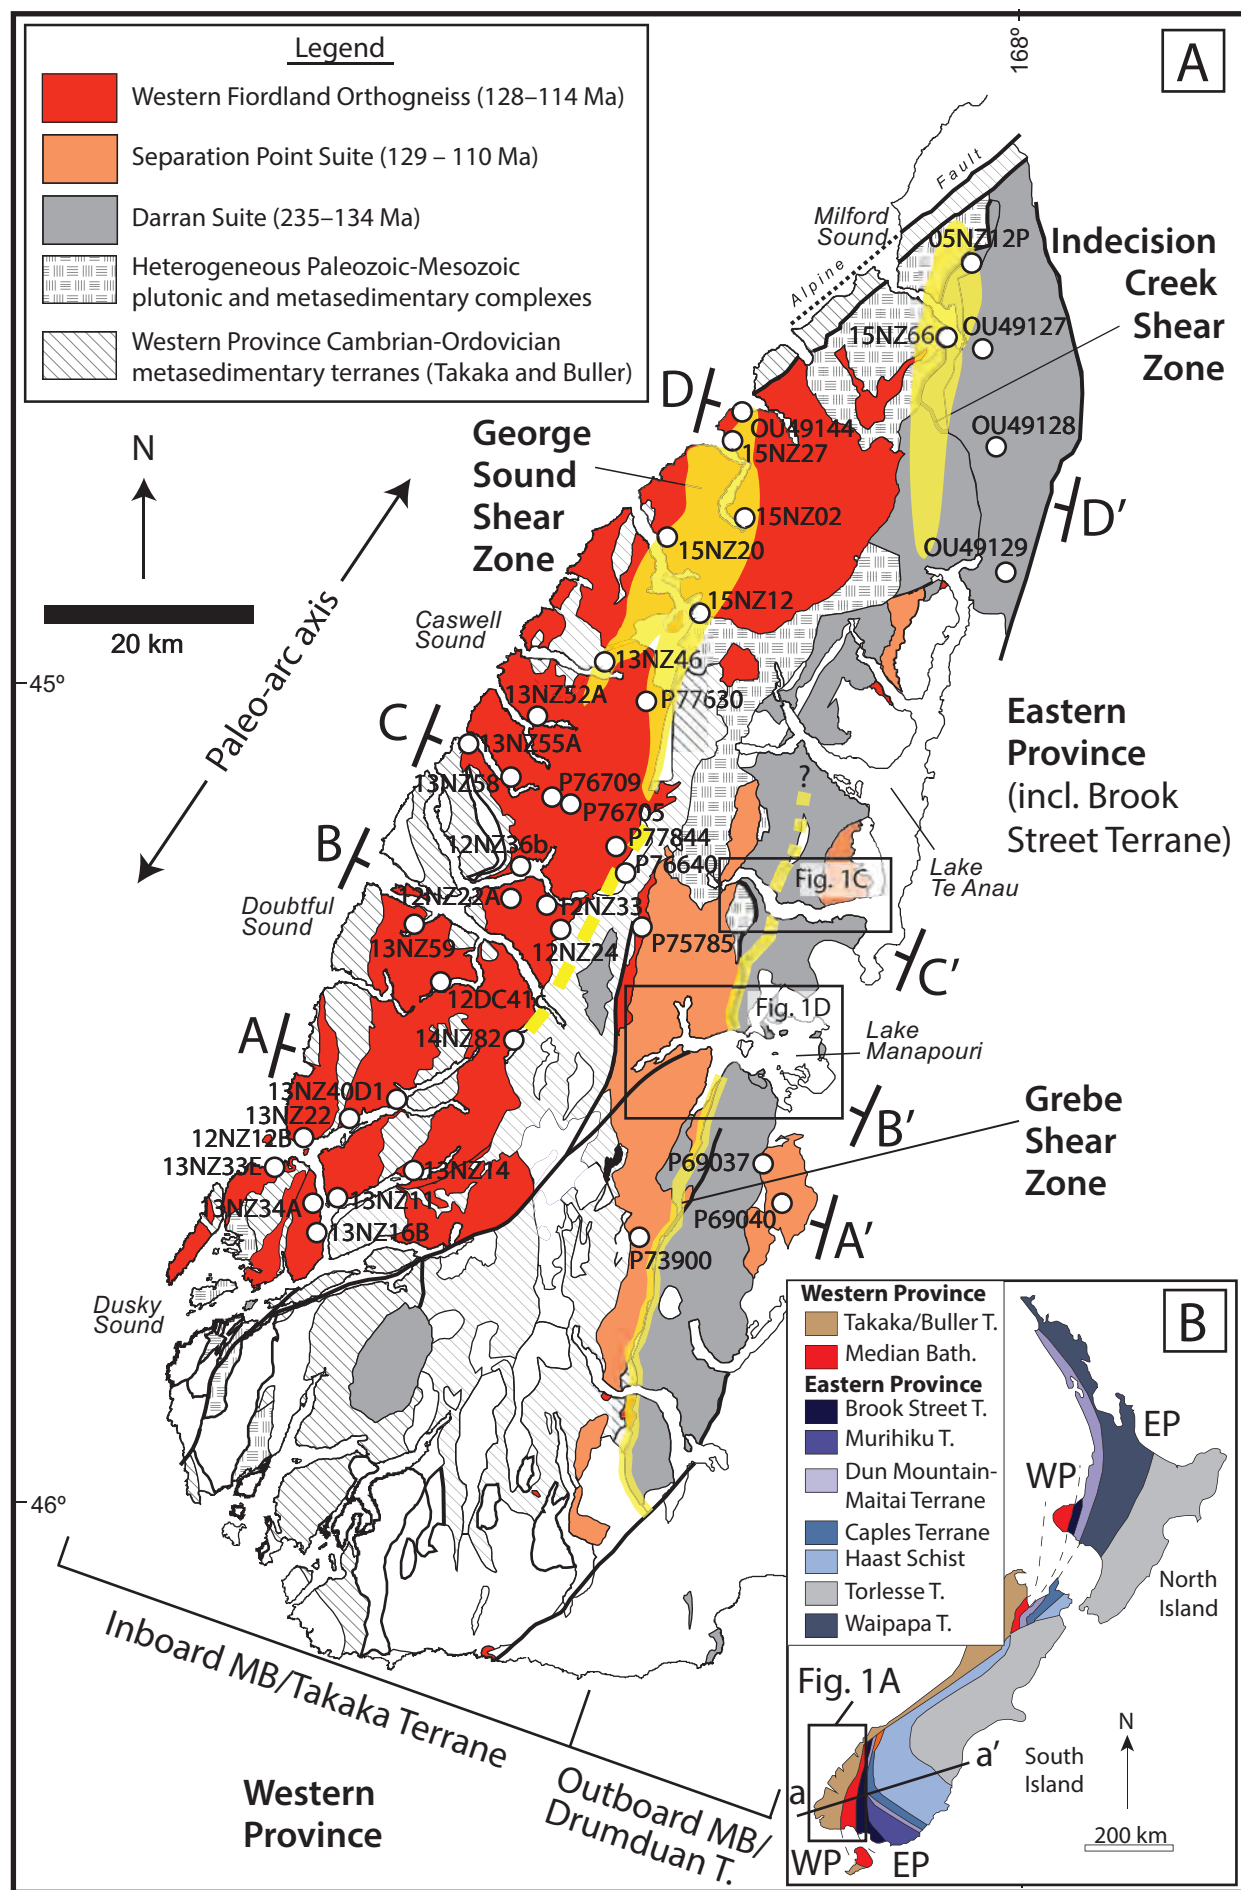 168º
A
Legend
Western Fiordland Orthogneiss (128–114 Ma)
Separation Point Suite (129 – 110 Ma)
Darran Suite (235–134 Ma)
Heterogeneous Paleozoic-Mesozoic
plutonic and metasedimentary complexes
Western Province Cambrian-Ordovician
metasedimentary terranes (Takaka and Buller)
Fault
Alpine
Milford
Sound
05NZ12P
Indecision
Creek
Shear
Zone
15NZ66
OU49127
OU49128
OU49129
D
D'
OU49144
15NZ27
George
Sound
Shear
Zone
15NZ02
15NZ20
15NZ12
N
20 km
Paleo-arc axis
Caswell
Sound
13NZ46
45º
13NZ52A
P77630
C
13NZ55A
13NZ58
P76709
P76705
Eastern
Province
(incl. Brook
Street Terrane)
?
B
12NZ36b
P77844
P76640
Fig. 1C
Lake
Te Anau
12NZ22A
12NZ33
Doubtful
Sound
13NZ59
12NZ24
P75785
C'
12DC41c
Fig. 1D
A
14NZ82
Lake
Manapouri
13NZ40D1
13NZ22
12NZ12B
13NZ33E
B'
Grebe
Shear
Zone
13NZ14
P69037
13NZ11
13NZ34A
13NZ16B
P69040
A'
P73900
Dusky
Sound
46º
Inboard MB/Takaka Terrane
Outboard MB/
Drumduan T.
Western
Province
B
Western Province
Takaka/Buller T.
Median Bath.
Eastern Province
Brook Street T.
Murihiku T.
Dun Mountain-
Maitai Terrane
Caples Terrane
Haast Schist
Torlesse T.
Waipapa T.
EP
WP
North
Island
Fig. 1A
N
a
a'
South
Island
200 km
WP
EP